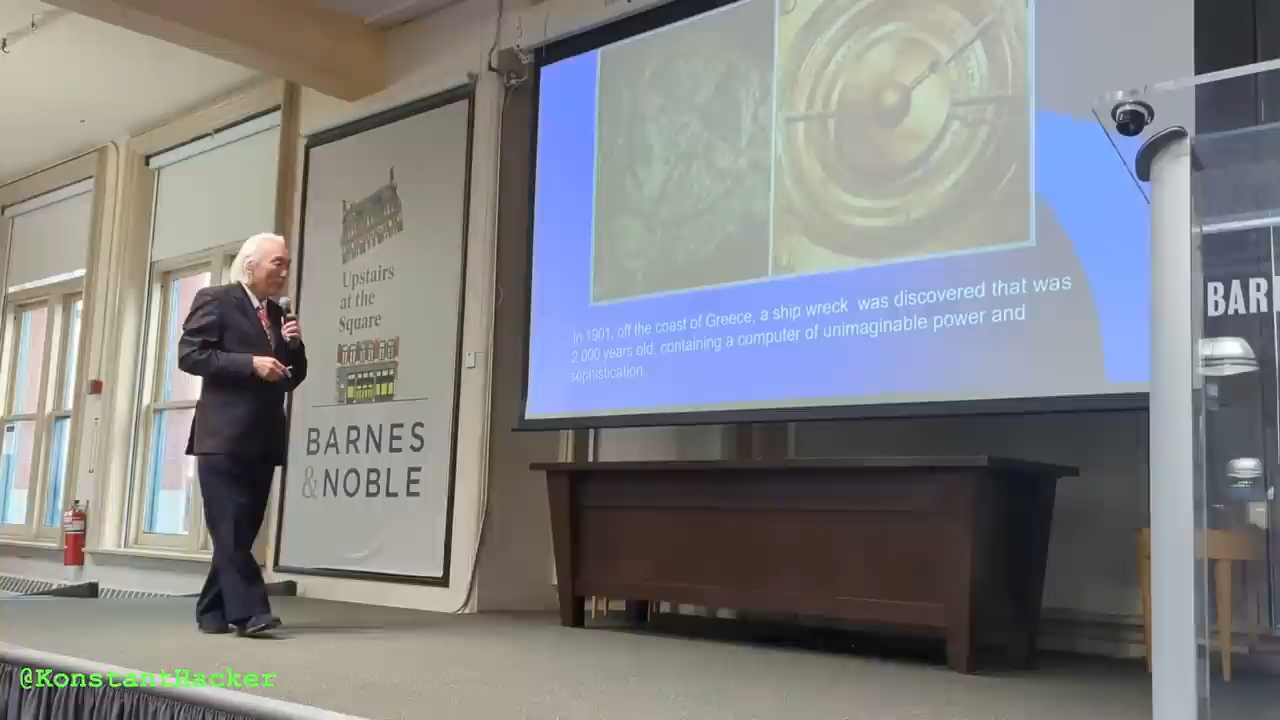 Upstairs
at the
Square
BARNES
&NOBLE
In 1901, off the coast of Greece, a ship wreck was discovered that was
2,000 years old, containing a computer of unimaginable power and
sophistication.
BAR
@KonstantHacker